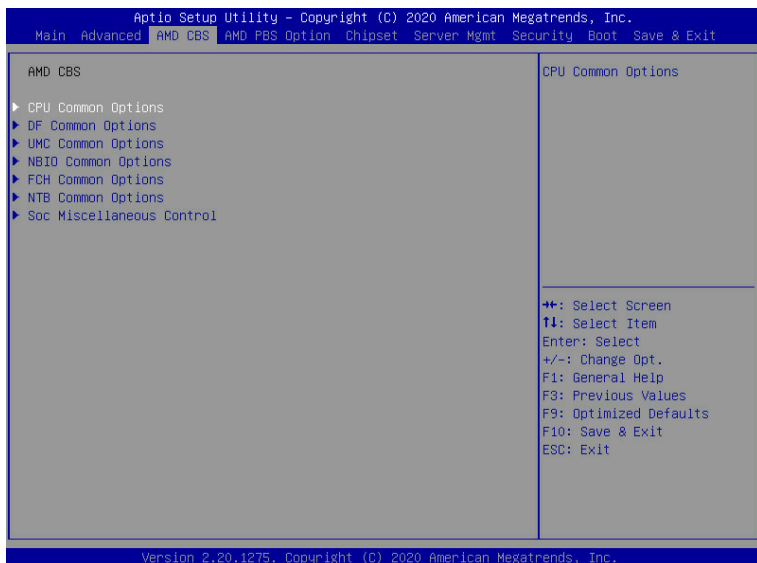 Aptio Setup Utility – Copyright (C) 2020 American Megatrends, Inc.
Main Advanced AMD CBS AMD PBS Option Chipset Server Mgmt Security Boot Save & Exit
AMD CBS
CPU Common Options
DF Common Options
UMC Common Options
NBIO Common Options
FCH Common Options
NTB Common Options
Soc Miscellaneous Control
CPU Common Options
→←: Select Screen
↑↓: Select Item
Enter: Select
+/-: Change Opt.
F1: General Help
F3: Previous Values
F9: Optimized Defaults
F10: Save & Exit
ESC: Exit
Version 2.20.1275. Copyright (C) 2020 American Megatrends, Inc.